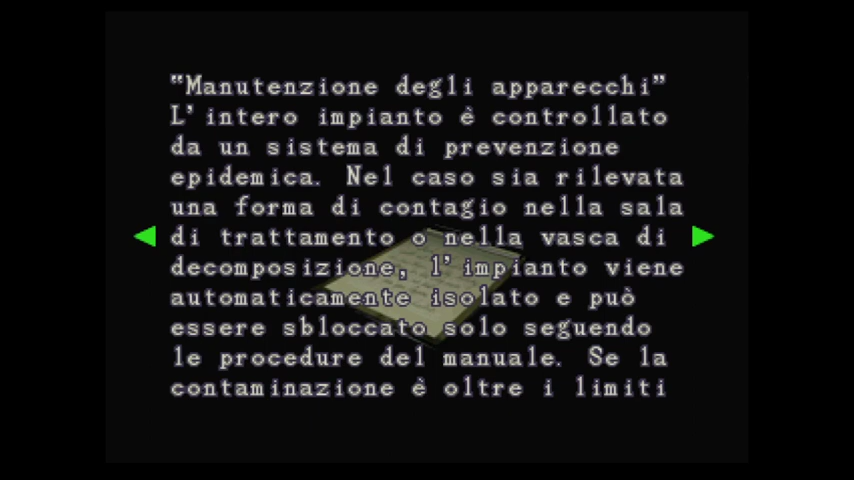 "Manutenzione degli apparecchi"
L'intero impianto è controllato
da un sistema di prevenzione
epidemica. Nel caso sia rilevata
una forma di contagio nella sala
di trattamento o nella vasca di
decomposizione, l'impianto viene
automaticamente isolato e può
essere sbloccato solo seguendo
le procedure del manuale. Se la
contaminazione è oltre i limiti